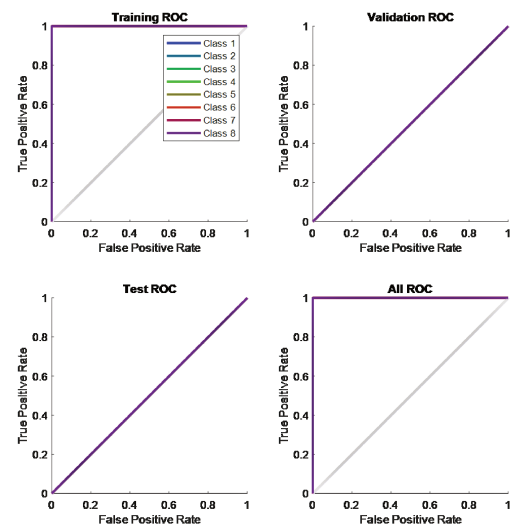 Training ROC
1
0.8
0.6
0.4
0.2
0
True Positive Rate
Class 1
Class 2
Class 3
Class 4
Class 5
Class 6
Class 7
Class 8
0 0.2 0.4 0.6 0.8 1
False Positive Rate
Validation ROC
1
0.8
0.6
0.4
0.2
0
True Positive Rate
0 0.2 0.4 0.6 0.8 1
False Positive Rate
Test ROC
1
0.8
0.6
0.4
0.2
0
True Positive Rate
0 0.2 0.4 0.6 0.8 1
False Positive Rate
All ROC
1
0.8
0.6
0.4
0.2
0
True Positive Rate
0 0.2 0.4 0.6 0.8 1
False Positive Rate